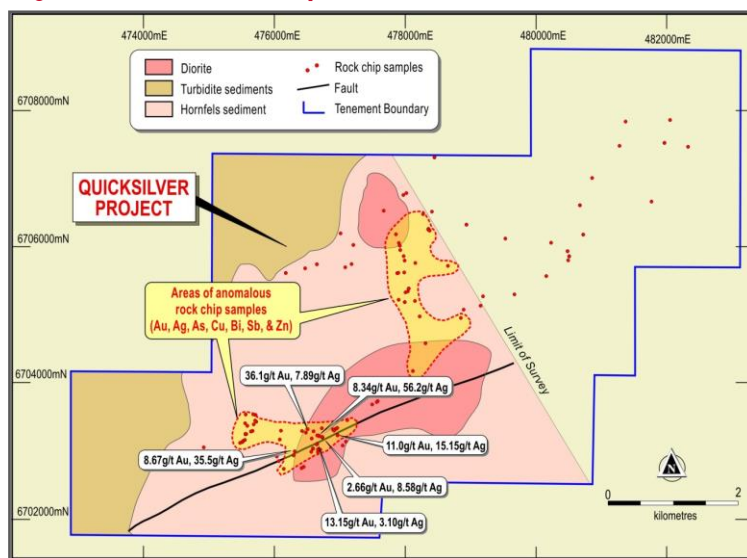 474000mE
476000mE
478000mE
480000mE
482000mE
6708000mN
6706000mN
6704000mN
6702000mN
Diorite
Turbidite sediments
Hornfels sediment
Rock chip samples
Fault
Tenement Boundary
QUICKSILVER
PROJECT
Areas of anomalous
rock chip samples
(Au, Ag, As, Cu, Bi, Sb, & Zn)
Limit of Survey
36.1g/t Au, 7.89g/t Ag
8.34g/t Au, 56.2g/t Ag
8.67g/t Au, 35.5g/t Ag
11.0g/t Au, 15.15g/t Ag
2.66g/t Au, 8.58g/t Ag
13.15g/t Au, 3.10g/t Ag
N
0
2
kilometres